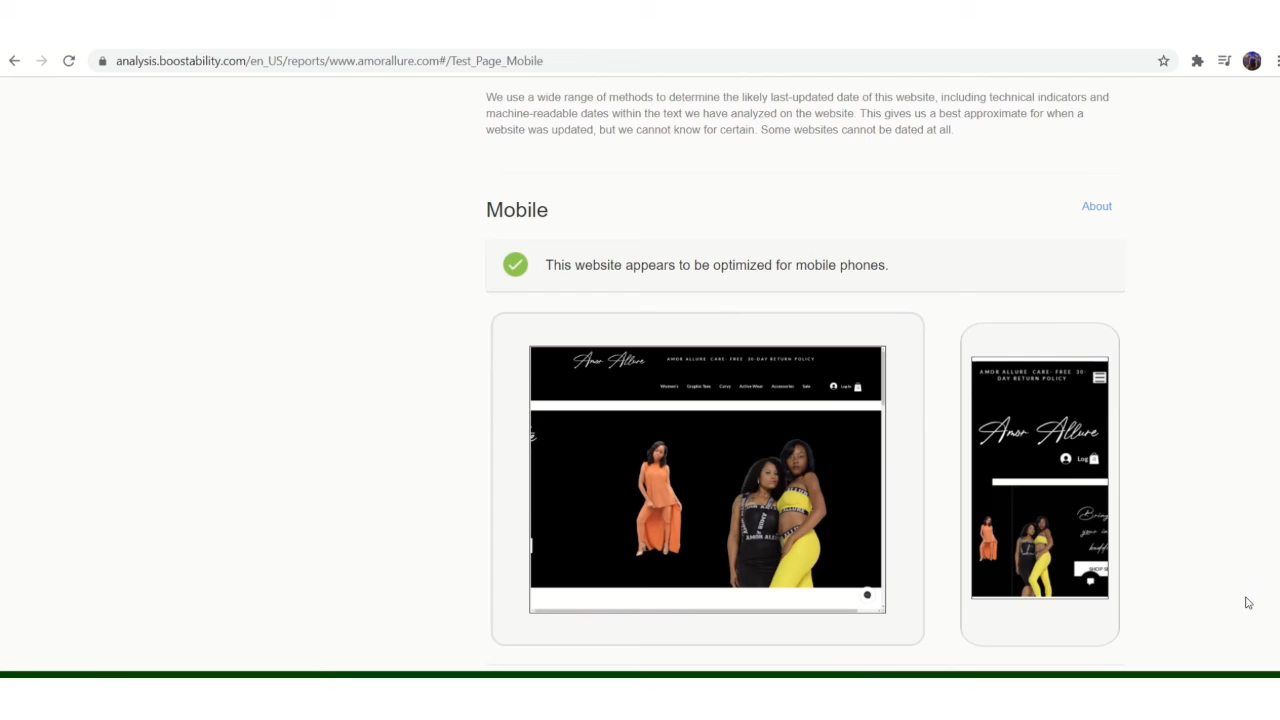 analysis.boostability.com/en_US/reports/www.amorallure.com#/Test_Page_Mobile
We use a wide range of methods to determine the likely last-updated date of this website, including technical indicators and
machine-readable dates within the text we have analyzed on the website. This gives us a best approximate for when a
website was updated, but we cannot know for certain. Some websites cannot be dated at all.
Mobile
About
This website appears to be optimized for mobile phones.
Amor Allure
AMOR ALLURE CARE- FREE 30-DAY RETURN POLICY
Women's Graphic Tees Curvy Active Wear Accessories Sale Log In
AMOR ALLURE CARE- FREE 30-
DAY RETURN POLICY
Amor Allure
Log
Bring
your in
badd
SHOP